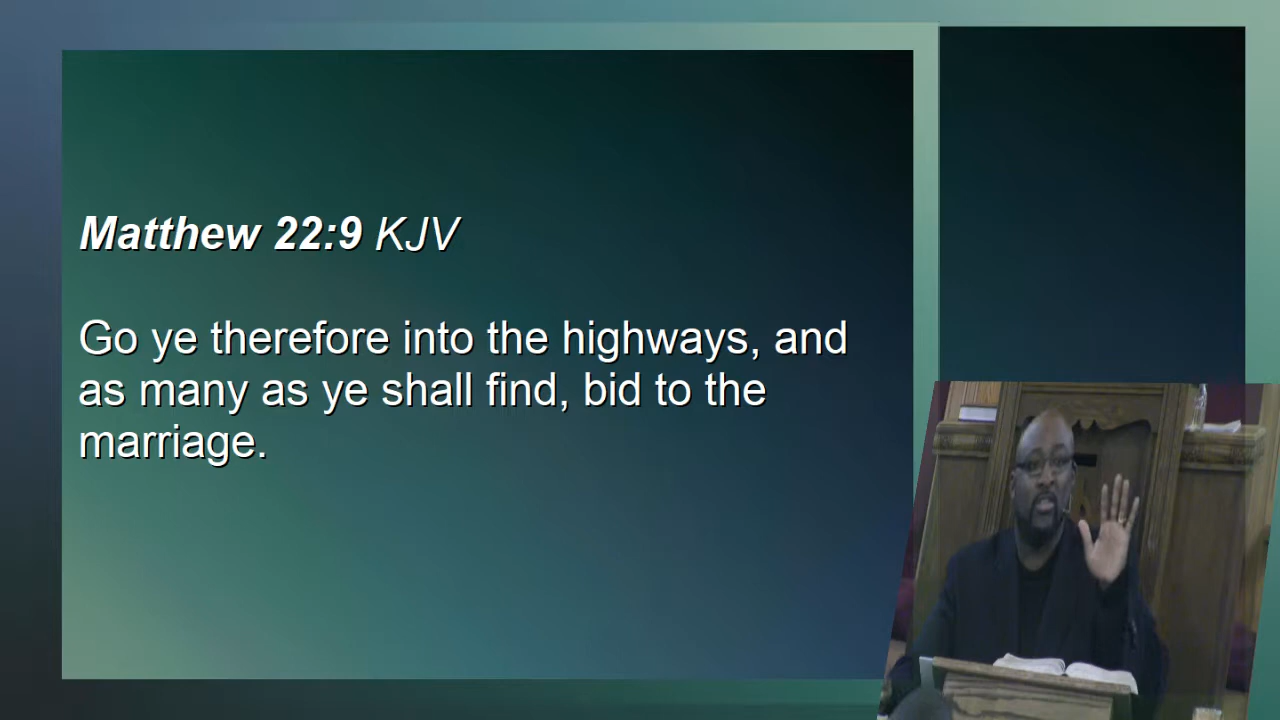 Matthew 22:9 KJV
Go ye therefore into the highways, and
as many as ye shall find, bid to the
marriage.